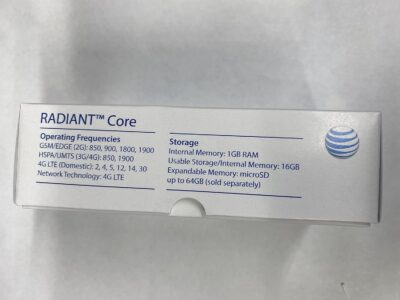 RADIANT™ Core
Operating Frequencies
GSM/EDGE (2G): 850, 900, 1800, 1900
HSPA/UMTS (3G/4G): 850, 1900
4G LTE (Domestic): 2, 4, 5, 12, 14, 30
Network Technology: 4G LTE
Storage
Internal Memory: 1GB RAM
Usable Storage/Internal Memory: 16GB
Expandable Memory: microSD
up to 64GB (sold separately)